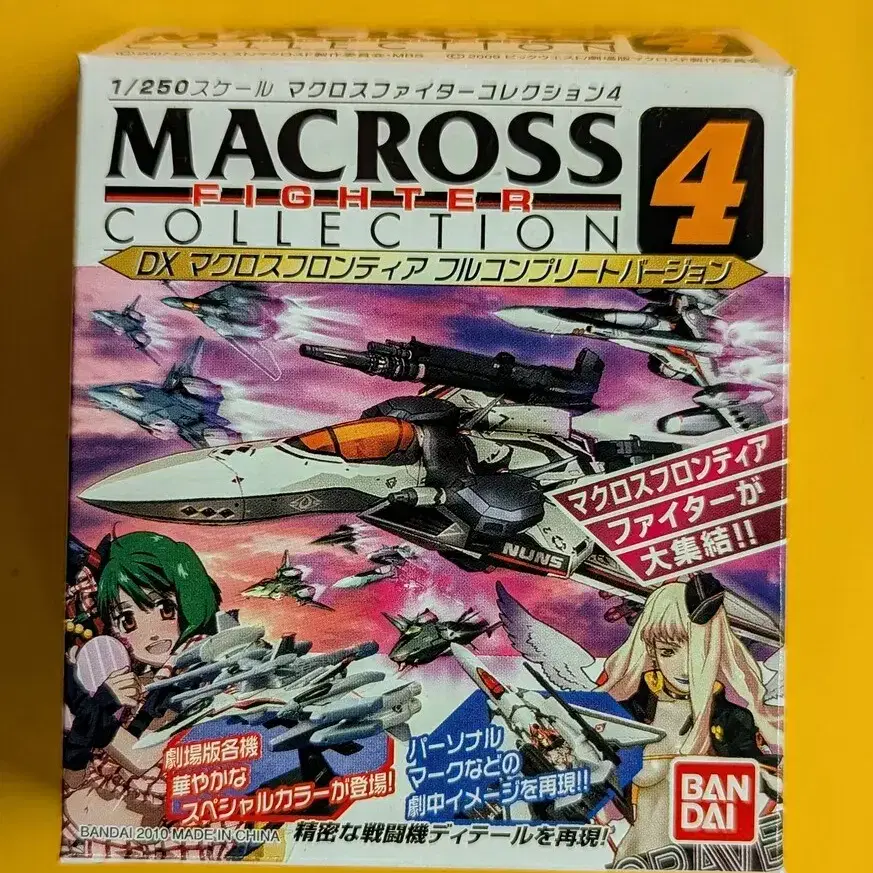 COLLECTION
1/250スケール マクロスファイターコレクション4
MACROSS
FIGHTER
COLLECTION
4
DX マクロスフロンティア フルコンプリートバージョン
マクロスフロンティア
ファイターが
大集結!!
NUNS
劇場版各機
華やかな
スペシャルカラーが登場!
パーソナル
マークなどの
劇中イメージを再現!!
BAN
DAI
BANDAI 2010 MADE IN CHINA
精密な戦闘機ディテールを再現!